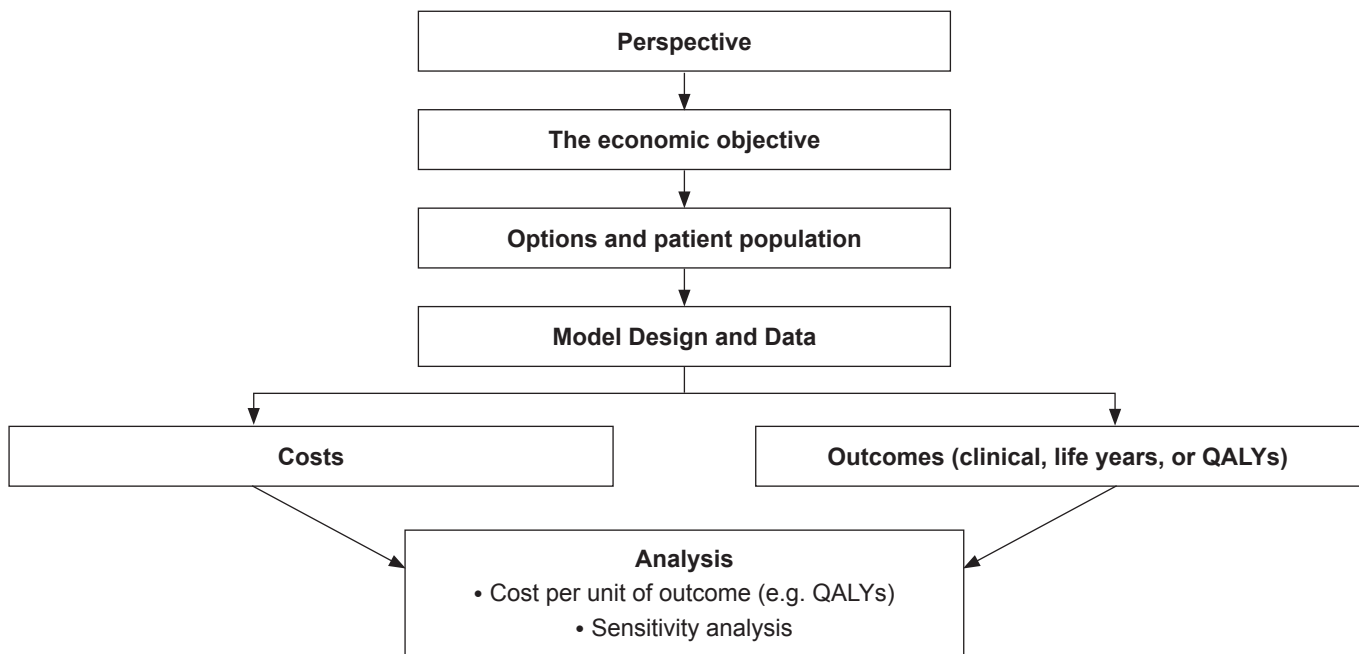 Perspective
The economic objective
Options and patient population
Model Design and Data
Costs
Outcomes (clinical, life years, or QALYs)
Analysis
• Cost per unit of outcome (e.g. QALYs)
• Sensitivity analysis